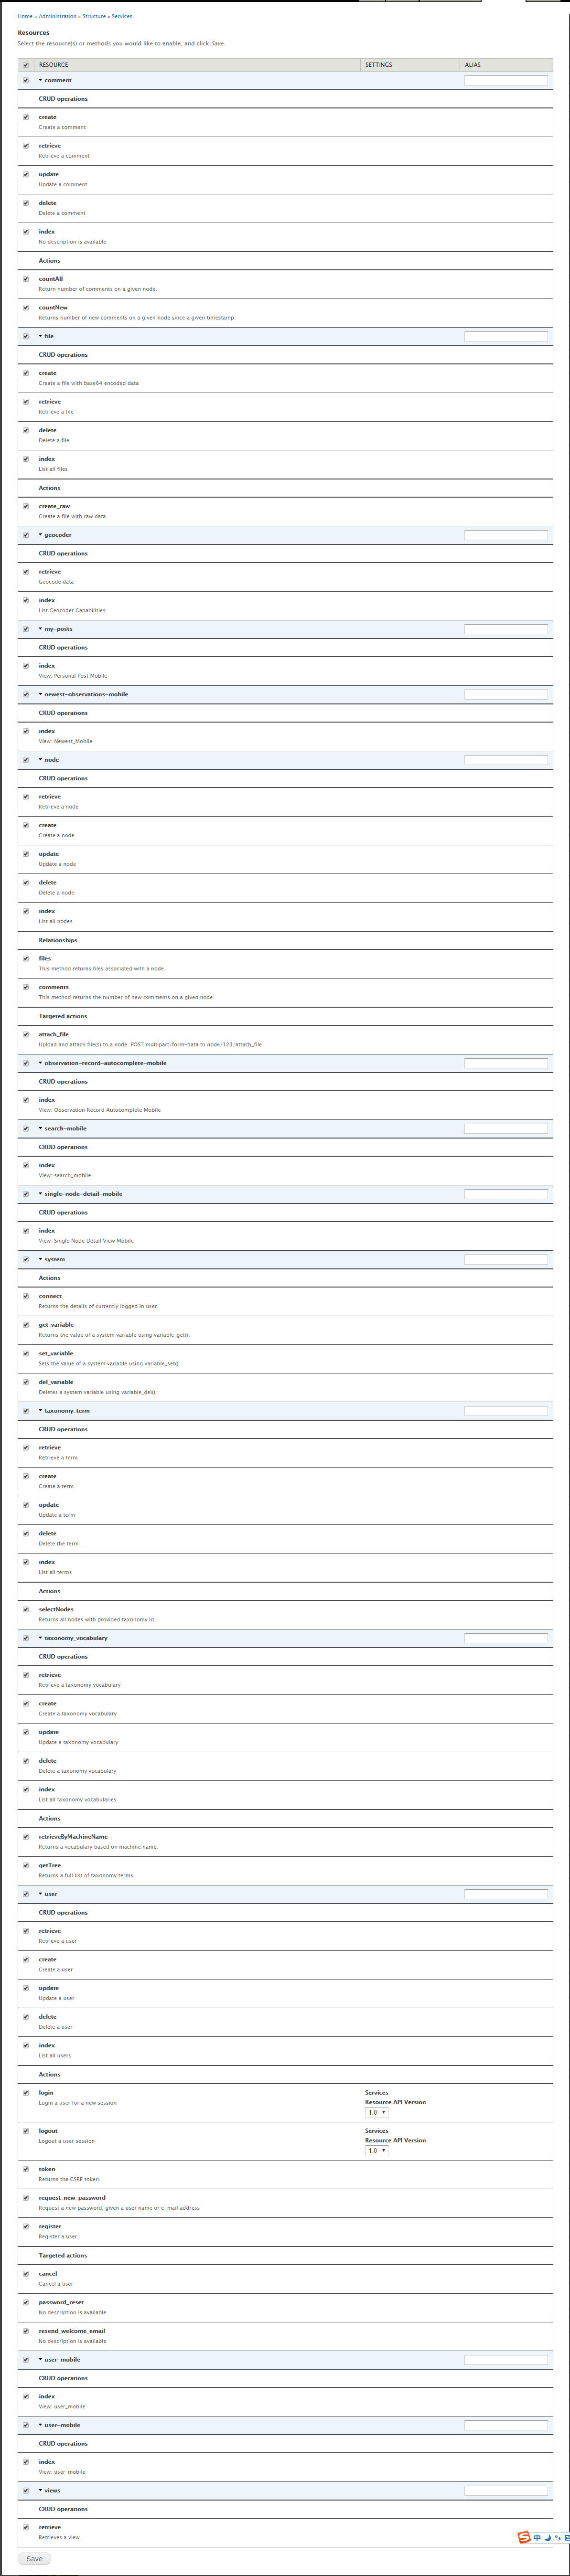 Home » Administration » Structure » Services
Resources
Select the resource(s) or methods you would like to enable, and click Save.
RESOURCE SETTINGS ALIAS
comment
CRUD operations
create
Create a comment
retrieve
Retrieve a comment
update
Update a comment
delete
Delete a comment
index
No description is available
Actions
countAll
Return number of comments on a given node.
countNew
Returns number of new comments on a given node since a given timestamp.
file
CRUD operations
create
Create a file with base64 encoded data
retrieve
Retrieve a file
delete
Delete a file
index
List all files
Actions
create_raw
Create a file with raw data.
geocoder
CRUD operations
retrieve
Geocode data
index
List Geocoder Capabilities
my-posts
CRUD operations
index
View: Personal Post Mobile
newest-observations-mobile
CRUD operations
index
View: Newest_Mobile
node
CRUD operations
retrieve
Retrieve a node
create
Create a node
update
Update a node
delete
Delete a node
index
List all nodes
Relationships
files
This method returns files associated with a node.
comments
This method returns the number of new comments on a given node.
Targeted actions
attach_file
Upload and attach file(s) to a node. POST multipart/form-data to node/123/attach_file
observation-record-autocomplete-mobile
CRUD operations
index
View: Observation Record Autocomplete Mobile
search-mobile
CRUD operations
index
View: search_mobile
single-node-detail-mobile
CRUD operations
index
View: Single Node Detail View Mobile
system
Actions
connect
Returns the details of currently logged in user.
get_variable
Returns the value of a system variable using variable_get().
set_variable
Sets the value of a system variable using variable_set().
del_variable
Deletes a system variable using variable_del().
taxonomy_term
CRUD operations
retrieve
Retrieve a term
create
Create a term
update
Update a term
delete
Delete the term
index
List all terms
Actions
selectNodes
Returns all nodes with provided taxonomy id.
taxonomy_vocabulary
CRUD operations
retrieve
Retrieve a taxonomy vocabulary
create
Create a taxonomy vocabulary
update
Update a taxonomy vocabulary
delete
Delete a taxonomy vocabulary
index
List all taxonomy vocabularies
Actions
retrieveByMachineName
Returns a vocabulary based on machine name.
getTree
Returns a full list of taxonomy terms.
user
CRUD operations
retrieve
Retrieve a user
create
Create a user
update
Update a user
delete
Delete a user
index
List all users
Actions
login Services
Login a user for a new session Resource API Version
1.0
logout Services
Logout a user session Resource API Version
1.0
token
Returns the CSRF token.
request_new_password
Request a new password, given a user name or e-mail address
register
Register a user
Targeted actions
cancel
Cancel a user
password_reset
No description is available
resend_welcome_email
No description is available
user-mobile
CRUD operations
index
View: user_mobile
user-mobile
CRUD operations
index
View: user_mobile
views
CRUD operations
retrieve
Retrieves a view.
S 中
Save